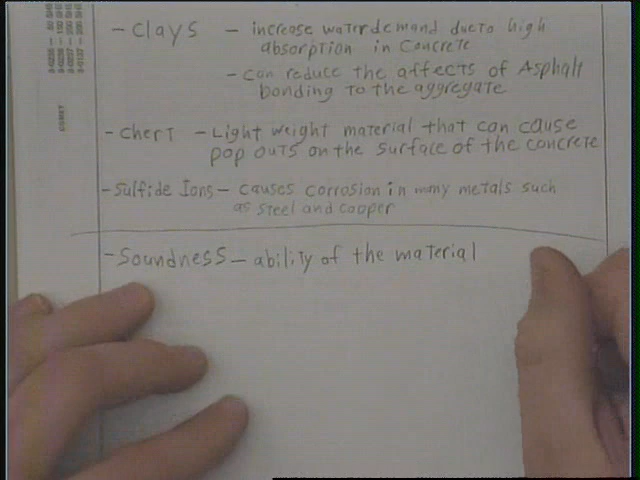 - Clays - increase water demand due to high
absorption in Concrete
- can reduce the affects of Asphalt
bonding to the aggregate
- Chert - Light weight material that can cause
pop outs on the surface of the concrete
- Sulfide Ions - causes corrosion in many metals such
as steel and cooper
- Soundness - ability of the material
COMET